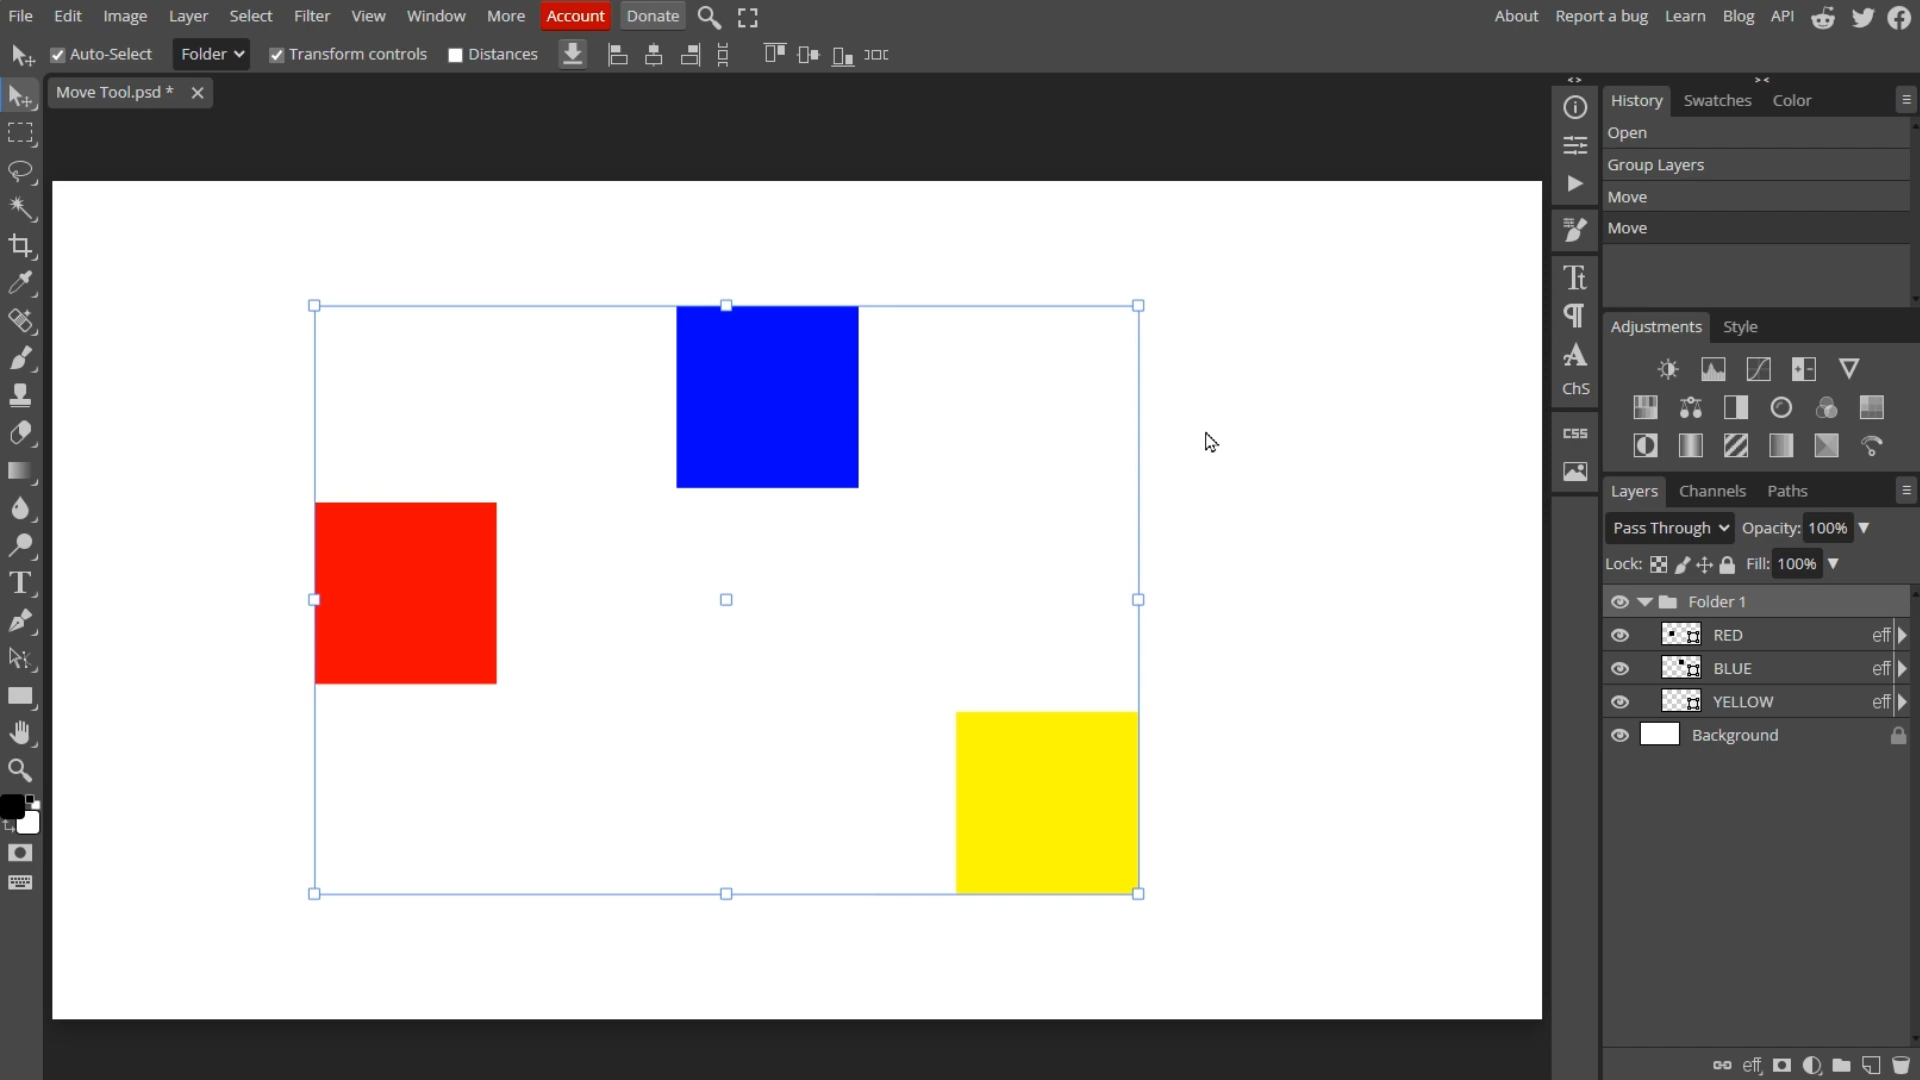 File Edit Image Layer Select Filter View Window More Account Donate About Report a bug Learn Blog API
Auto-Select Folder Transform controls Distances
Move Tool.psd *
History Swatches Color
Open
Group Layers
Move
Move
Tt
ChS
CSS
Adjustments Style
Layers Channels Paths
Pass Through Opacity: 100%
Lock: Fill: 100%
Folder 1
RED eff
BLUE eff
YELLOW eff
Background
eff